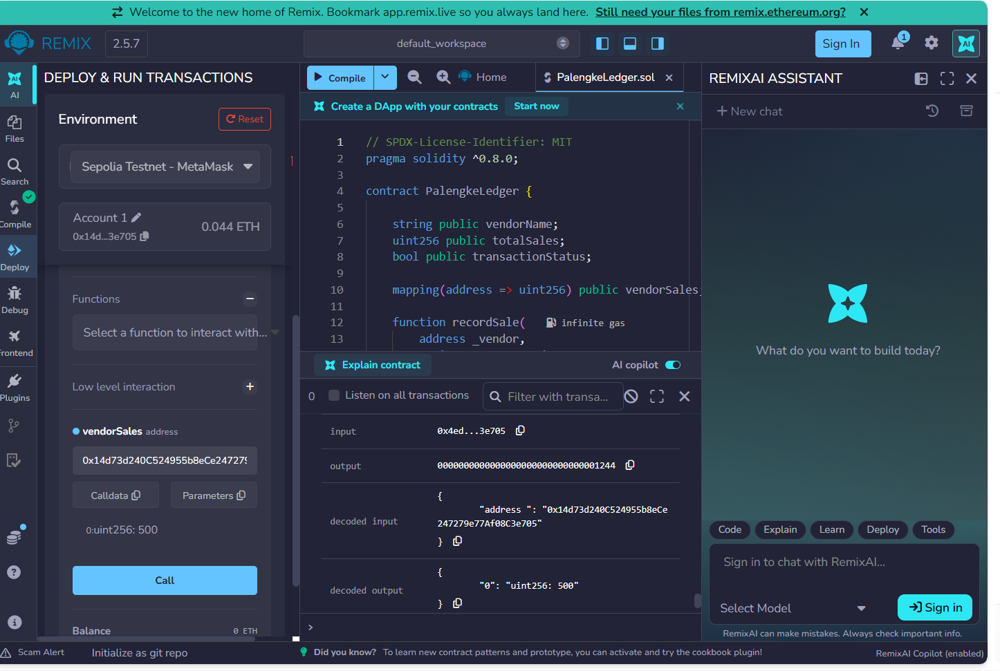 Welcome to the new home of Remix. Bookmark app.remix.live so you always land here. Still need your files from remix.ethereum.org?
REMIX 2.5.7 default_workspace Sign In 1 AI
AI
Files
Search
Compile
Deploy
Debug
Frontend
Plugins
DEPLOY & RUN TRANSACTIONS
Environment Reset
Sepolia Testnet - MetaMask
Account 1
0x14d...3e705
0.044 ETH
Functions
Select a function to interact with...
Low level interaction
vendorSales address
0x14d73d240C524955b8eCe247279
Calldata Parameters
0:uint256: 500
Call
Balance 0 ETH
Compile Home PalengkeLedger.sol
Create a DApp with your contracts Start now
1 // SPDX-License-Identifier: MIT
2 pragma solidity ^0.8.0;
3
4 contract PalengkeLedger {
5
6 string public vendorName;
7 uint256 public totalSales;
8 bool public transactionStatus;
9
10 mapping(address => uint256) public vendorSales;
11
12 function recordSale( infinite gas
13 address _vendor,
Explain contract AI copilot
0 Listen on all transactions Filter with transa...
input 0x4ed...3e705
output 00000000000000000000000000001244
decoded input {
"address ": "0x14d73d240C524955b8eCe
247279e77Af08C3e705"
}
decoded output {
"0": "uint256: 500"
}
>
REMIXAI ASSISTANT
New chat
What do you want to build today?
Code Explain Learn Deploy Tools
Sign in to chat with RemixAI...
Select Model Sign in
RemixAI can make mistakes. Always check important info.
Scam Alert Initialize as git repo Did you know? To learn new contract patterns and prototype, you can activate and try the cookbook plugin! RemixAI Copilot (enabled)